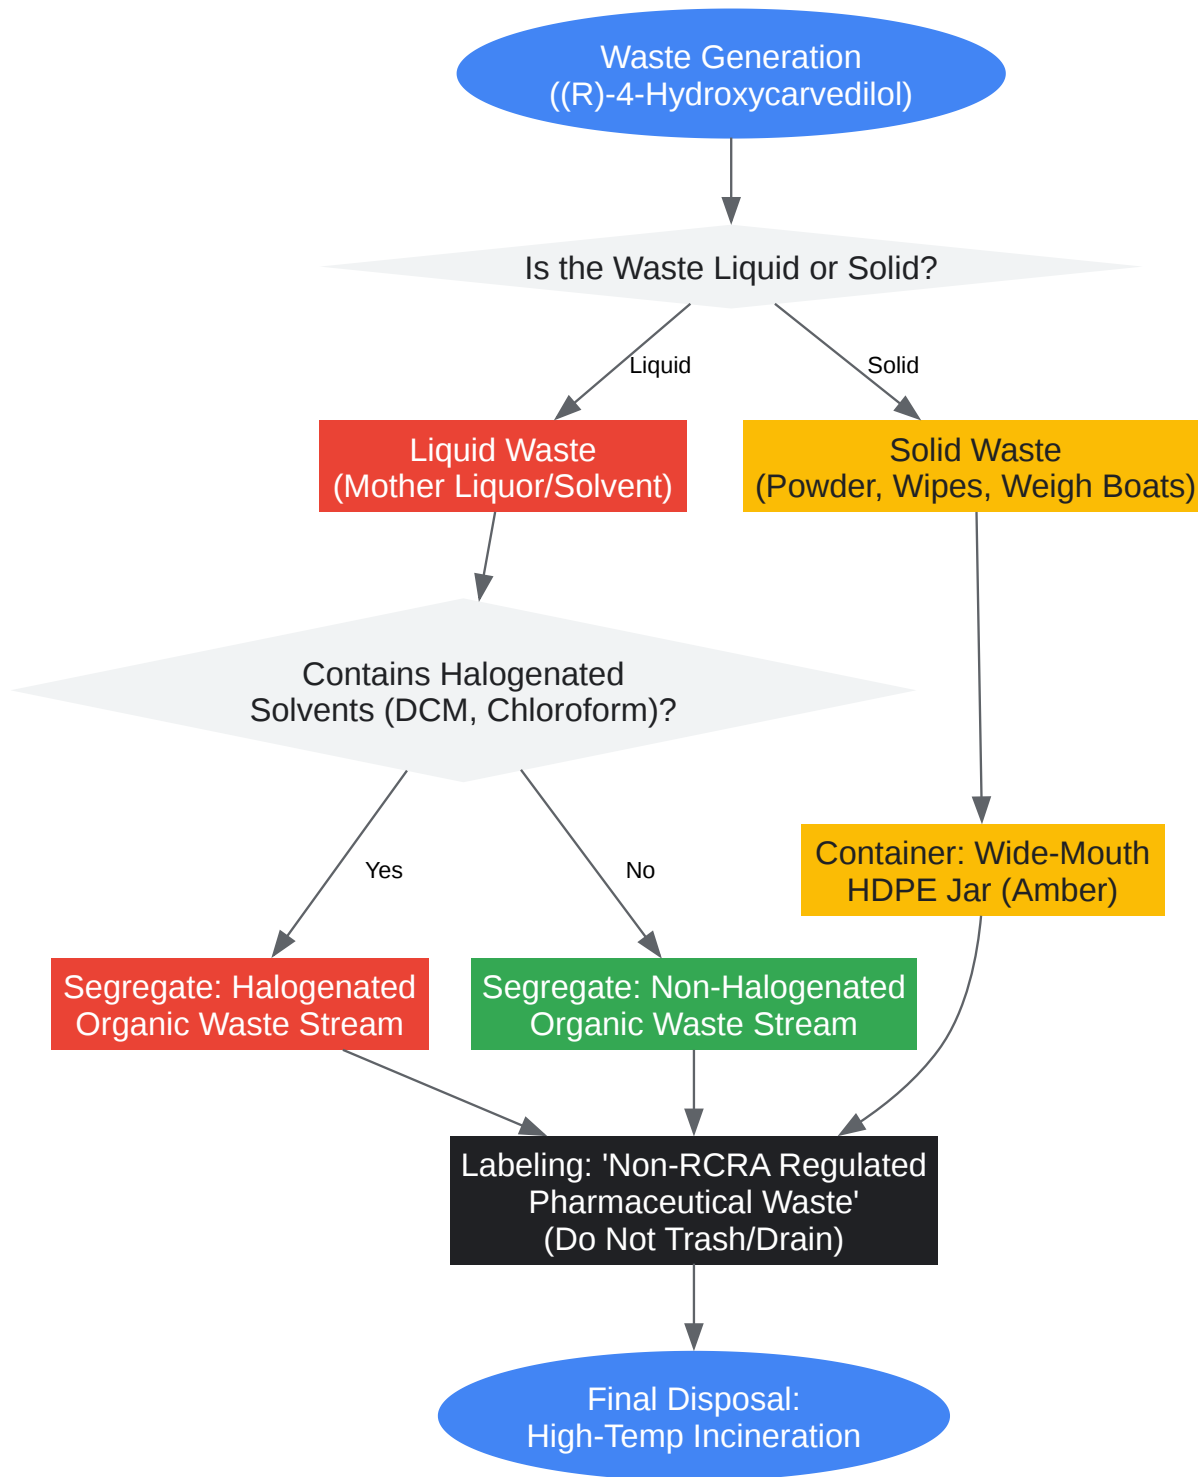 Waste Generation
((R)-4-Hydroxycarvedilol)
Is the Waste Liquid or Solid?
Liquid
Solid
Liquid Waste
(Mother Liquor/Solvent)
Solid Waste
(Powder, Wipes, Weigh Boats)
Contains Halogenated
Solvents (DCM, Chloroform)?
Yes
No
Container: Wide-Mouth
HDPE Jar (Amber)
Segregate: Halogenated
Organic Waste Stream
Segregate: Non-Halogenated
Organic Waste Stream
Labeling: 'Non-RCRA Regulated
Pharmaceutical Waste'
(Do Not Trash/Drain)
Final Disposal:
High-Temp Incineration